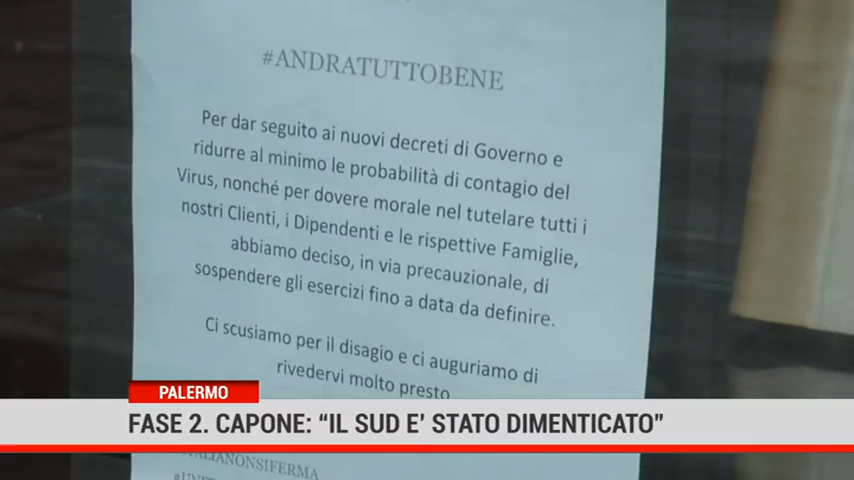 #ANDRATUTTOBENE
Per dar seguito ai nuovi decreti di Governo e
ridurre al minimo le probabilità di contagio del
Virus, nonché per dovere morale nel tutelare tutti i
nostri Clienti, i Dipendenti e le rispettive Famiglie,
abbiamo deciso, in via precauzionale, di
sospendere gli esercizi fino a data da definire.
Ci scusiamo per il disagio e ci auguriamo di
rivedervi molto presto
PALERMO
FASE 2. CAPONE: “IL SUD E’ STATO DIMENTICATO”
ALIANONSIFERMA